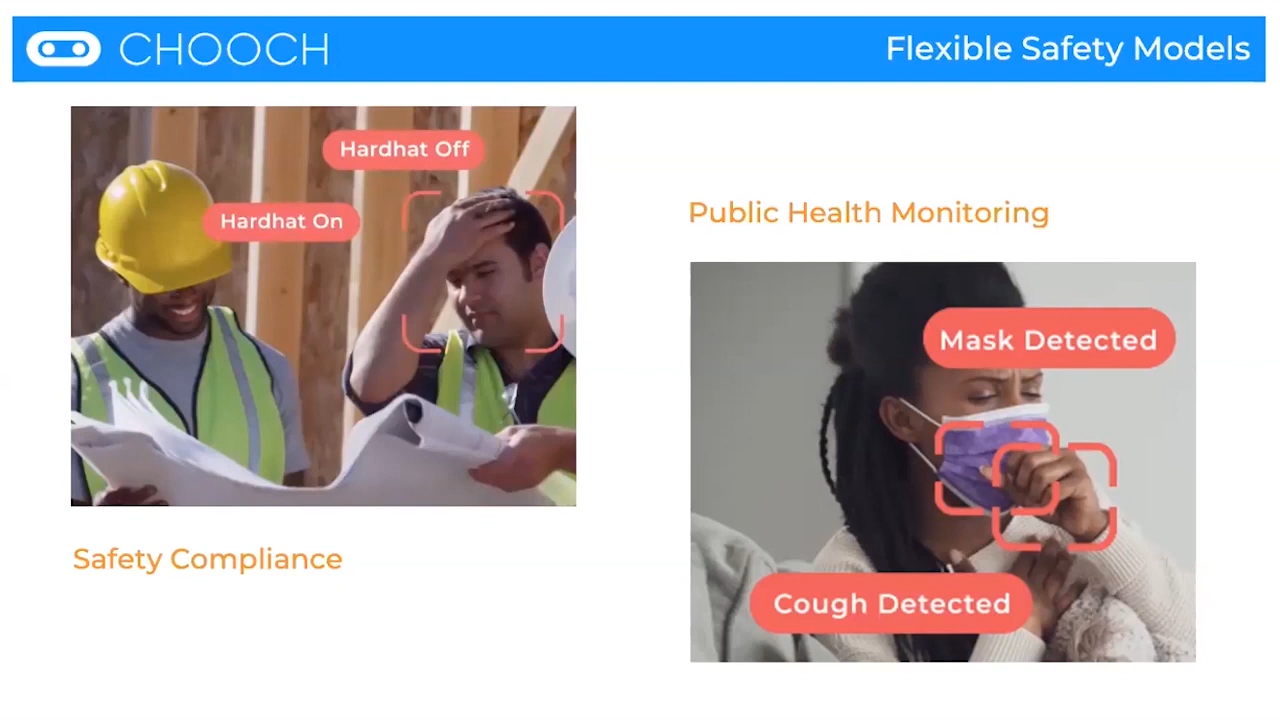 CHOOCH
Flexible Safety Models
Hardhat Off
Hardhat On
Safety Compliance
Public Health Monitoring
Mask Detected
Cough Detected